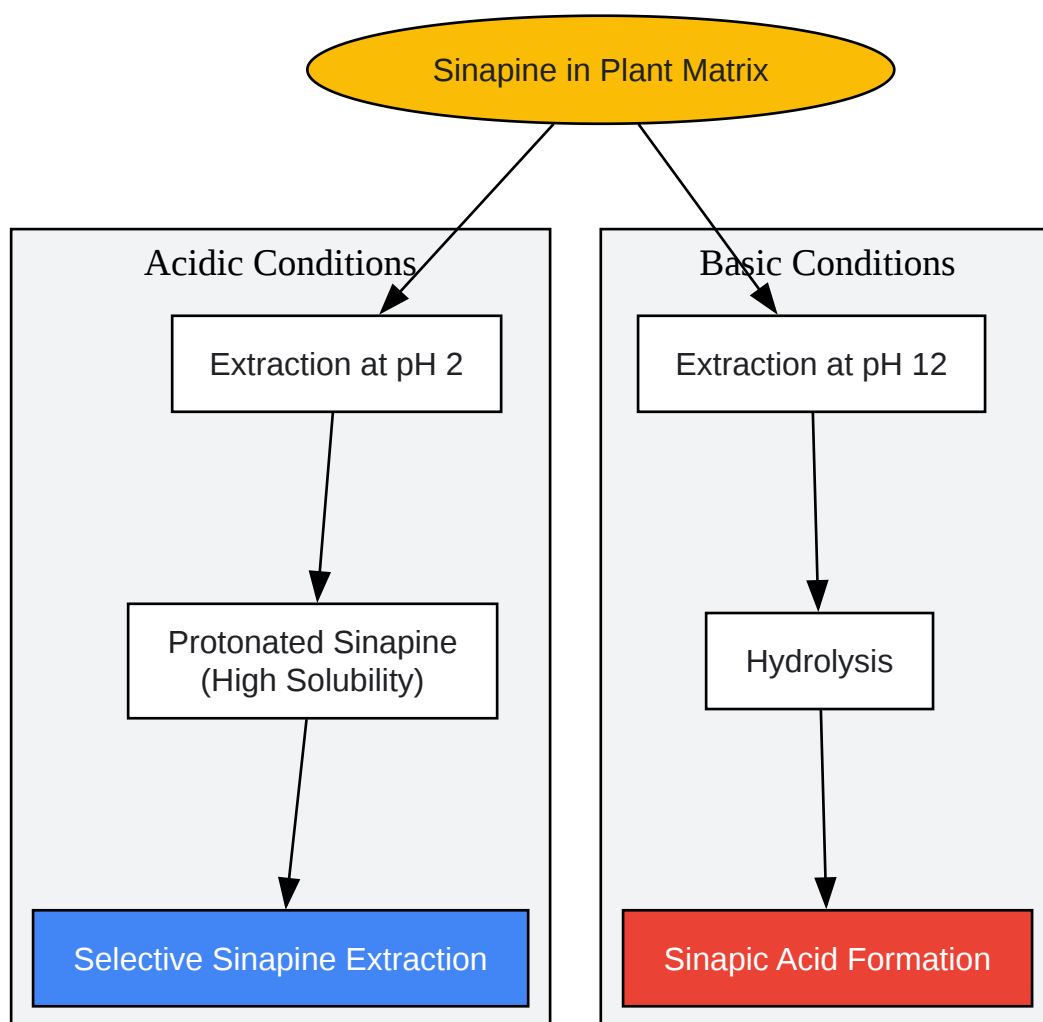 Sinapine in Plant Matrix
Acidic Conditions
Extraction at pH 2
Protonated Sinapine
(High Solubility)
Selective Sinapine Extraction
Basic Conditions
Extraction at pH 12
Hydrolysis
Sinapic Acid Formation